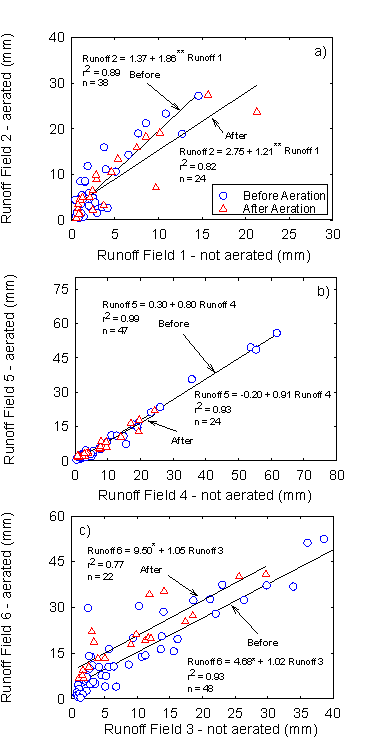 a)
Runoff 2 = 1.37 + 1.86** Runoff 1
r2 = 0.89
n = 38
Before
After
Runoff 2 = 2.75 + 1.21** Runoff 1
r2 = 0.82
n = 24
Before Aeration
After Aeration
40
30
20
10
0
0 5 10 15 20 25 30
Runoff Field 2 - aerated (mm)
Runoff Field 1 - not aerated (mm)
b)
Runoff 5 = 0.30 + 0.80 Runoff 4
r2 = 0.99
n = 47
Before
Runoff 5 = -0.20 + 0.91 Runoff 4
r2 = 0.93
n = 24
After
75
60
45
30
15
0
0 10 20 30 40 50 60 70 80
Runoff Field 5 - aerated (mm)
Runoff Field 4 - not aerated (mm)
c)
Runoff 6 = 9.50* + 1.05 Runoff 3
r2 = 0.77
n = 22
After
Before
Runoff 6 = 4.68* + 1.02 Runoff 3
r2 = 0.93
n = 48
60
45
30
15
0
0 5 10 15 20 25 30 35 40
Runoff Field 6 - aerated (mm)
Runoff Field 3 - not aerated (mm)